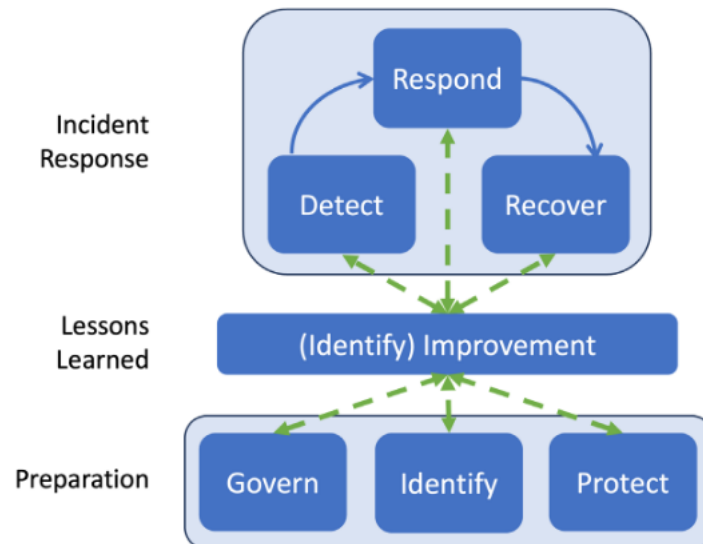 Incident
Response
Respond
Detect
Recover
Lessons
Learned
(Identify) Improvement
Preparation
Govern
Identify
Protect